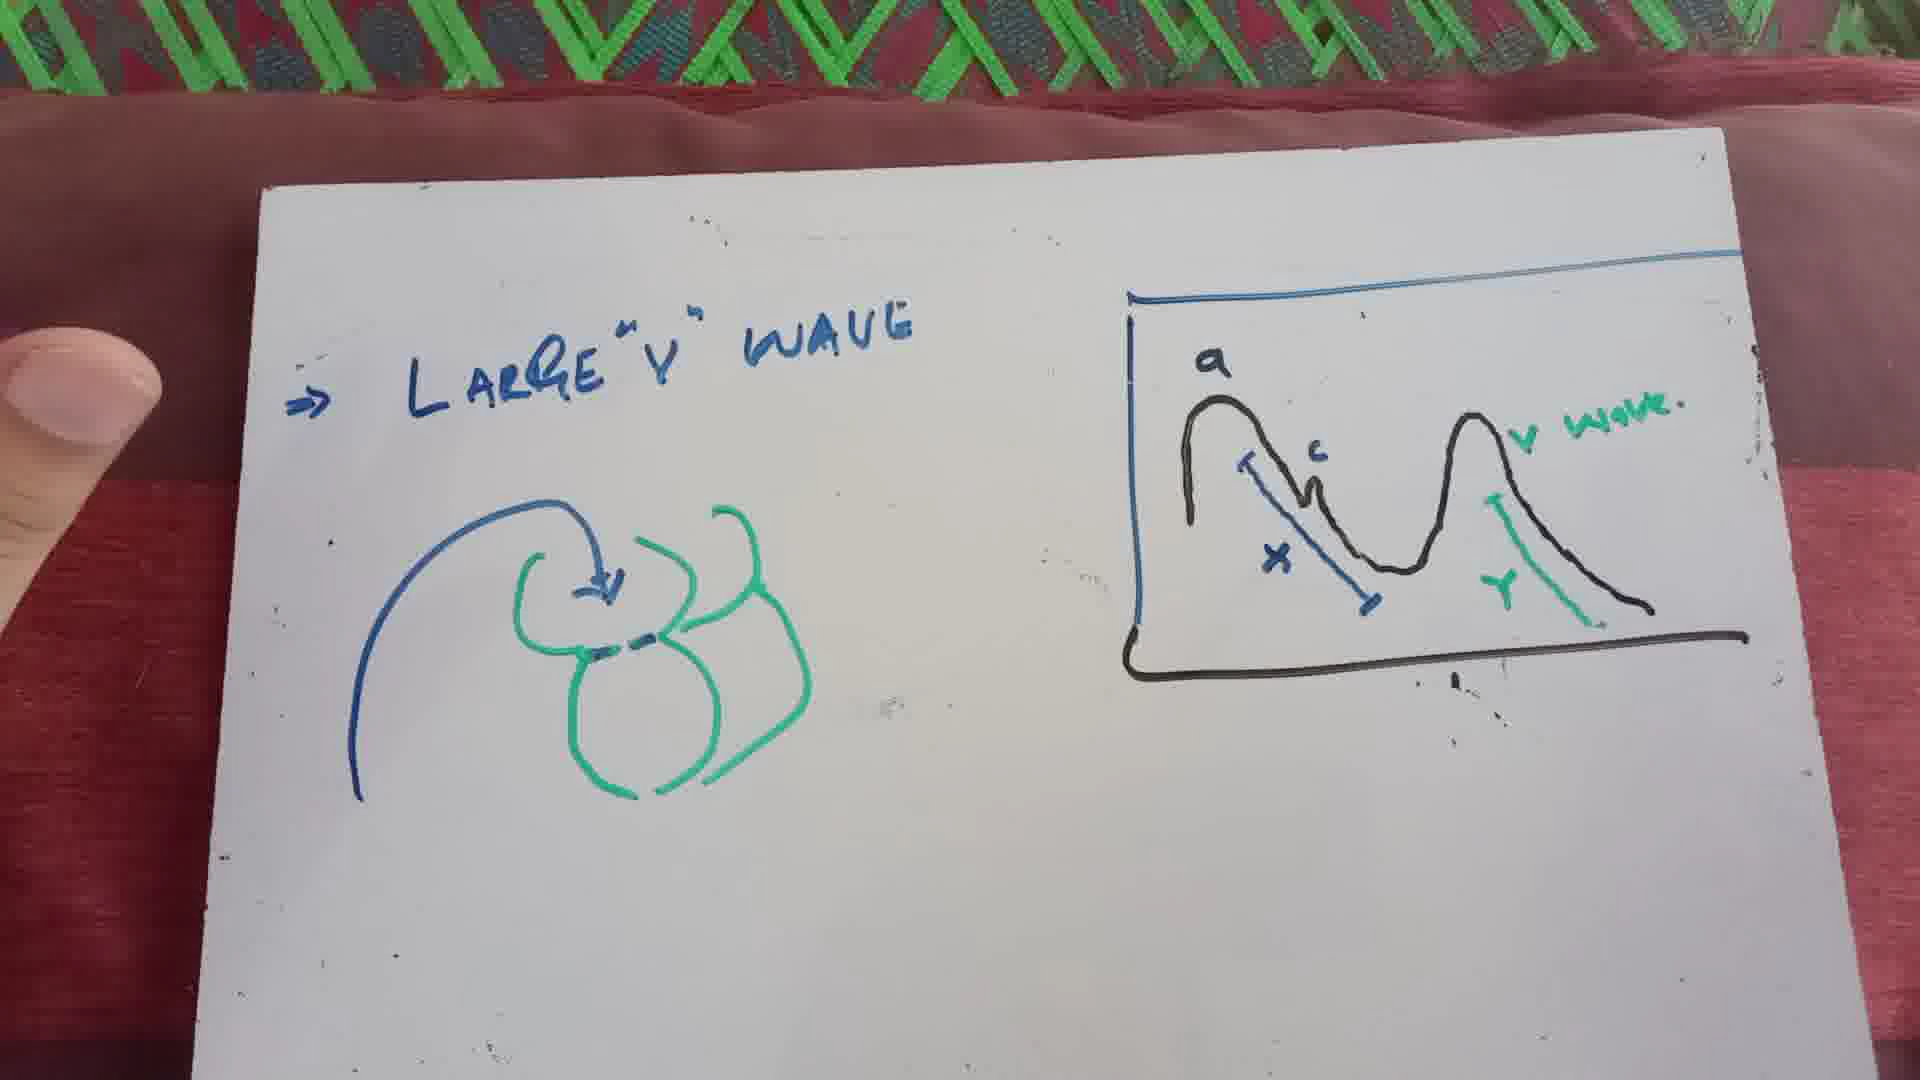 ⇒ LARGE "V" WAVE
a
c
V wave.
X
Y